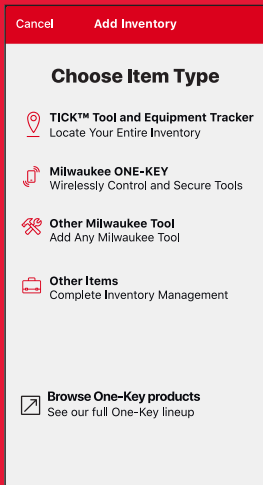 Cancel Add Inventory
Choose Item Type
TICK™ Tool and Equipment Tracker
Locate Your Entire Inventory
Milwaukee ONE-KEY
Wirelessly Control and Secure Tools
Other Milwaukee Tool
Add Any Milwaukee Tool
Other Items
Complete Inventory Management
Browse One-Key products
See our full One-Key lineup